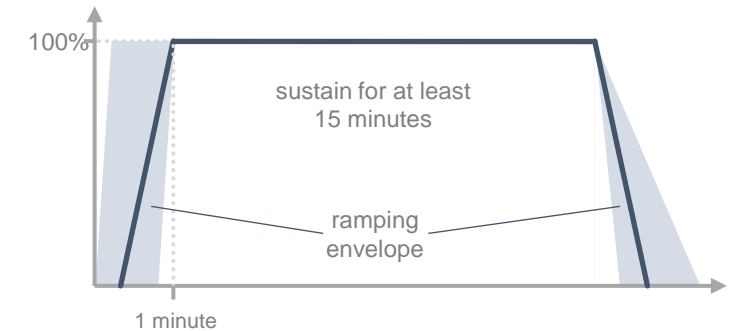 100%
sustain for at least
15 minutes
ramping
envelope
1 minute